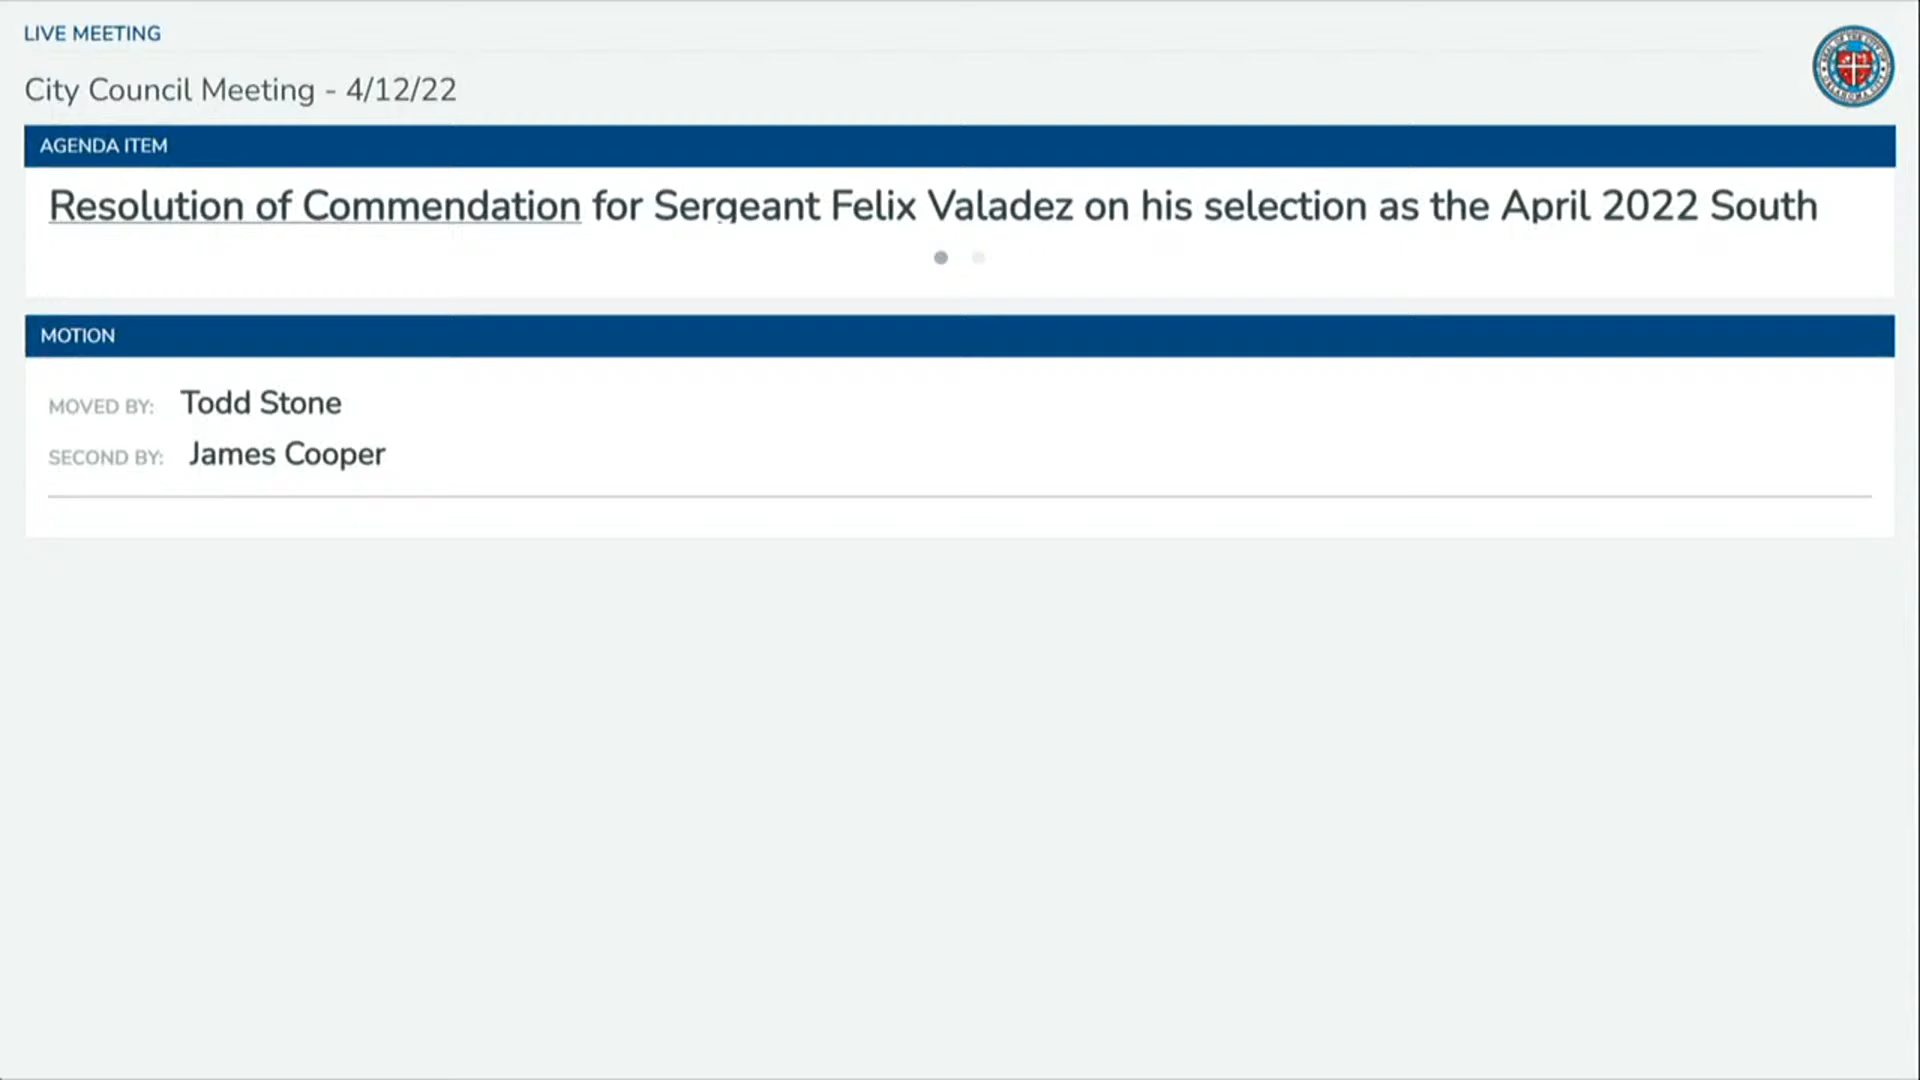 LIVE MEETING
City Council Meeting - 4/12/22
AGENDA ITEM
Resolution of Commendation for Sergeant Felix Valadez on his selection as the April 2022 South
MOTION
MOVED BY: Todd Stone
SECOND BY: James Cooper